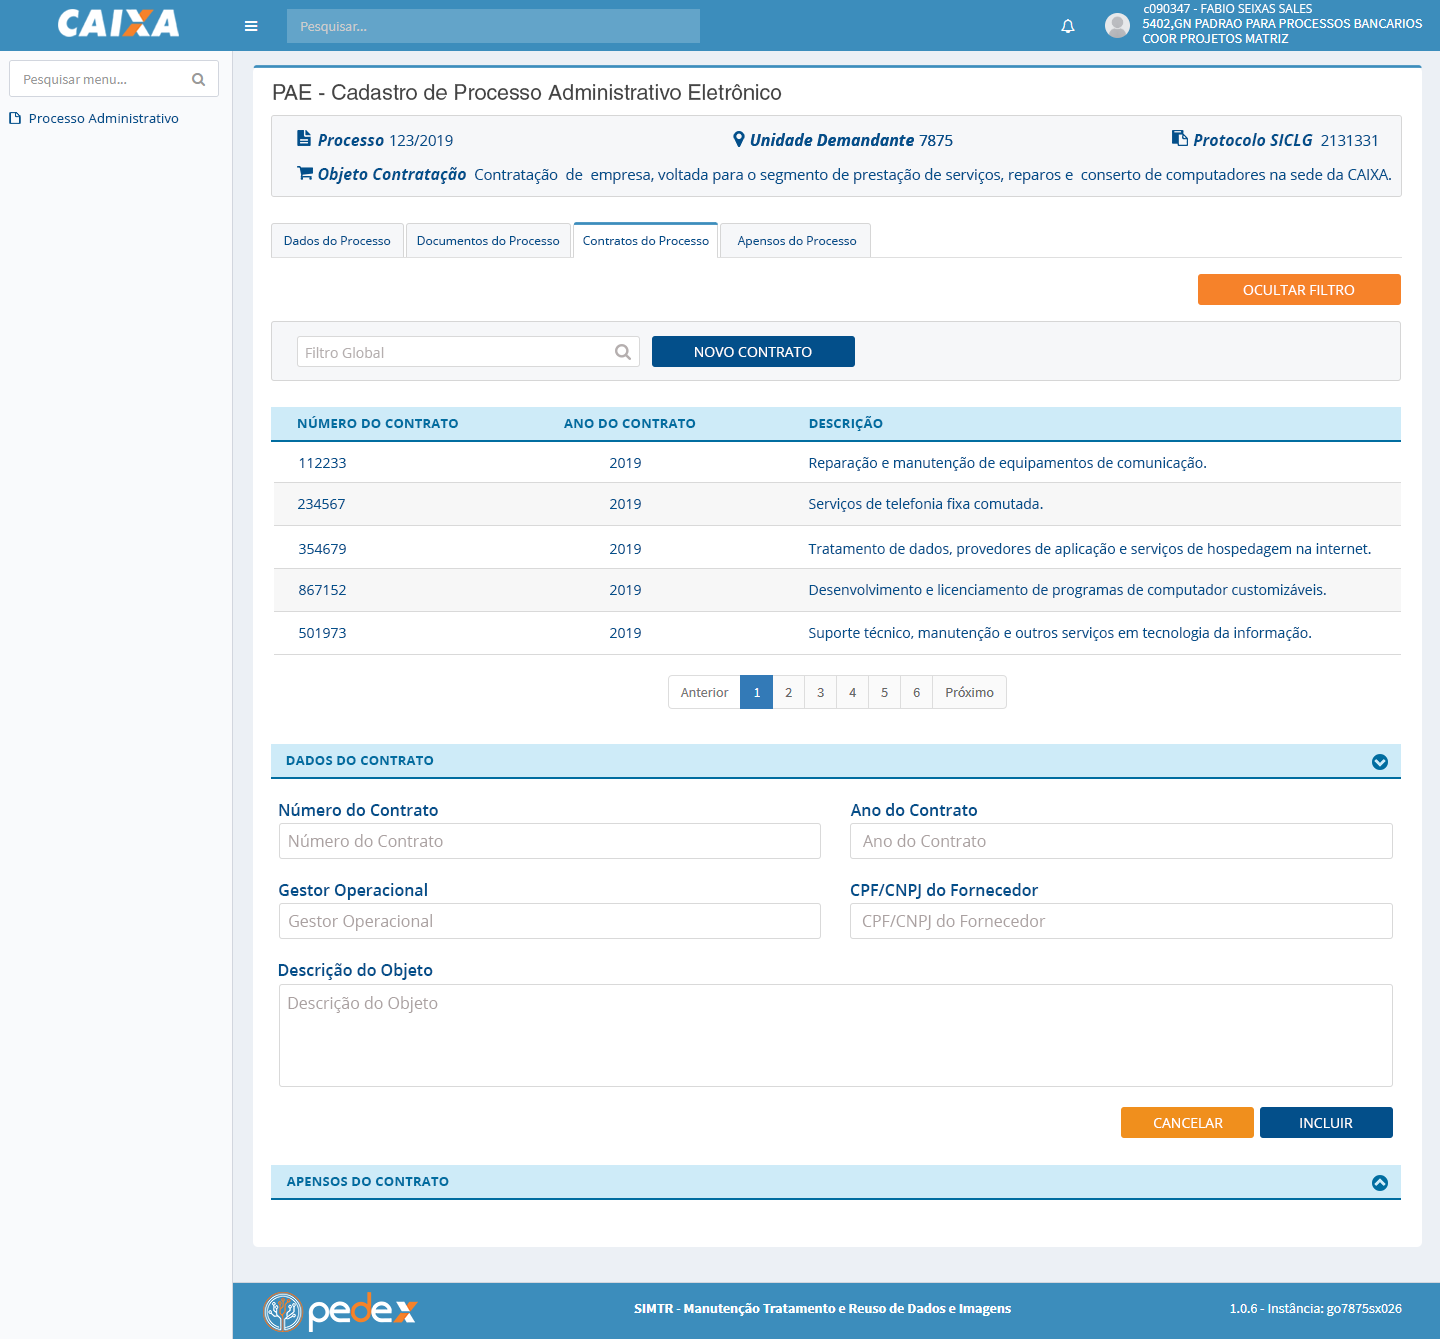 CAIXA
Pesquisar...
c090347 - FABIO SEIXAS SALES
5402,GN PADRAO PARA PROCESSOS BANCARIOS
COOR PROJETOS MATRIZ
Pesquisar menu...
Processo Administrativo
PAE - Cadastro de Processo Administrativo Eletrônico
Processo 123/2019
Unidade Demandante 7875
Protocolo SICLG 2131331
Objeto Contratação Contratação de empresa, voltada para o segmento de prestação de serviços, reparos e conserto de computadores na sede da CAIXA.
Dados do Processo
Documentos do Processo
Contratos do Processo
Apensos do Processo
OCULTAR FILTRO
Filtro Global
NOVO CONTRATO
NÚMERO DO CONTRATO ANO DO CONTRATO DESCRIÇÃO
112233 2019 Reparação e manutenção de equipamentos de comunicação.
234567 2019 Serviços de telefonia fixa comutada.
354679 2019 Tratamento de dados, provedores de aplicação e serviços de hospedagem na internet.
867152 2019 Desenvolvimento e licenciamento de programas de computador customizáveis.
501973 2019 Suporte técnico, manutenção e outros serviços em tecnologia da informação.
Anterior 1 2 3 4 5 6 Próximo
DADOS DO CONTRATO
Número do Contrato
Número do Contrato
Ano do Contrato
Ano do Contrato
Gestor Operacional
Gestor Operacional
CPF/CNPJ do Fornecedor
CPF/CNPJ do Fornecedor
Descrição do Objeto
Descrição do Objeto
CANCELAR
INCLUIR
APENSOS DO CONTRATO
pedex
SIMTR - Manutenção Tratamento e Reuso de Dados e Imagens
1.0.6 - Instância: go7875sx026